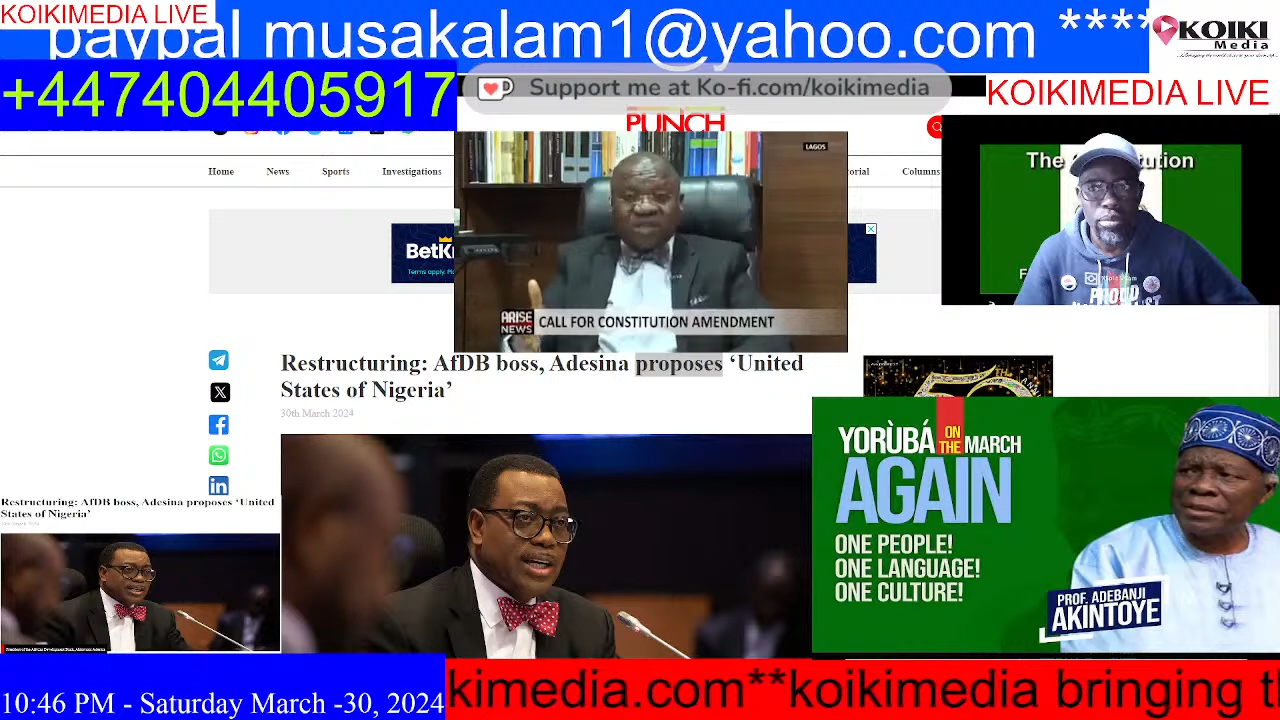 KOIKIMEDIA LIVE
paypal musakalam1@yahoo.com ****
KOIKI
Media
+447404405917
Support me at Ko-fi.com/koikimedia
KOIKIMEDIA LIVE
PUNCH
LAGOS
Home News Sports Investigations
Columns
BetK
Terms apply.
ARISE
NEWS
CALL FOR CONSTITUTION AMENDMENT
The
PROUD
Restructuring: AfDB boss, Adesina proposes ‘United
States of Nigeria’
30th March 2024
YORÙBÁ ON THE MARCH
AGAIN
ONE PEOPLE!
ONE LANGUAGE!
ONE CULTURE!
PROF. ADEBANJI
AKINTOYE
Restructuring: AfDB boss, Adesina proposes ‘United
States of Nigeria’
10:46 PM - Saturday March -30, 2024
kimedia.com**koikimedia bringing t